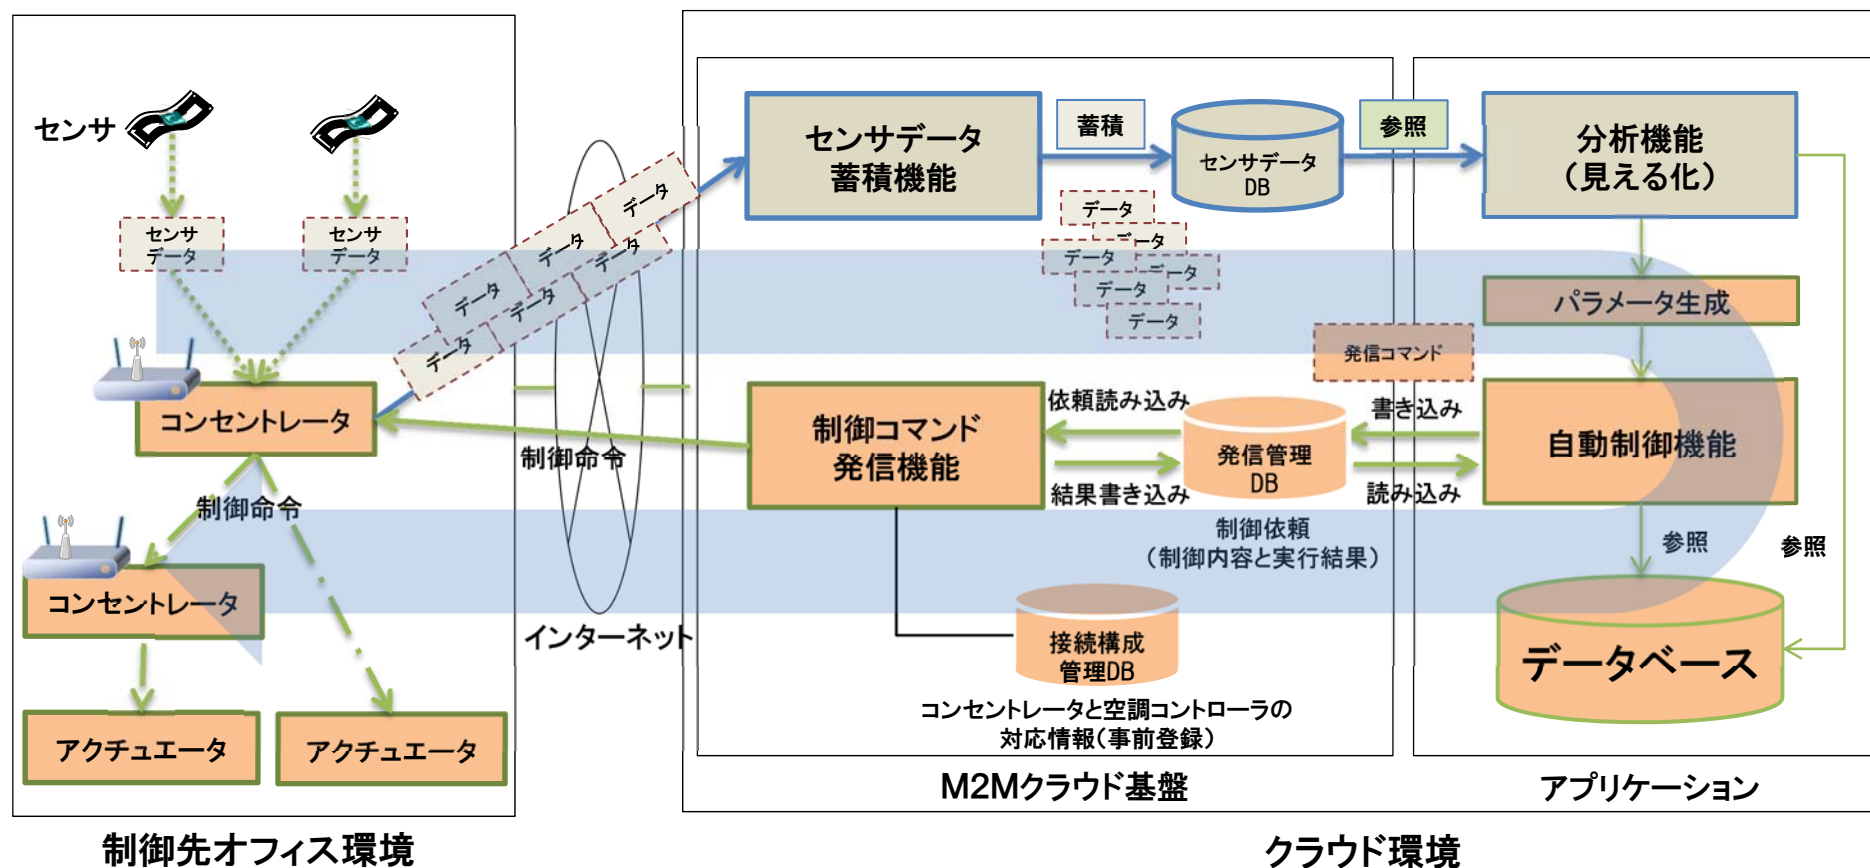 センサ
センサ
データ
センサ
データ
コンセントレータ
制御命令
コンセントレータ
アクチュエータ
アクチュエータ
制御先オフィス環境
データ
データ
データ
データ
データ
データ
制御命令
インターネット
センサデータ
蓄積機能
蓄積
センサデータ
DB
参照
データ
データ
データ
データ
データ
データ
制御コマンド
発信機能
依頼読み込み
結果書き込み
発信管理
DB
発信コマンド
書き込み
読み込み
制御依頼
(制御内容と実行結果)
接続構成
管理DB
コンセントレータと空調コントローラの
対応情報(事前登録)
M2Mクラウド基盤
分析機能
(見える化)
パラメータ生成
自動制御機能
参照
参照
データベース
アプリケーション
クラウド環境